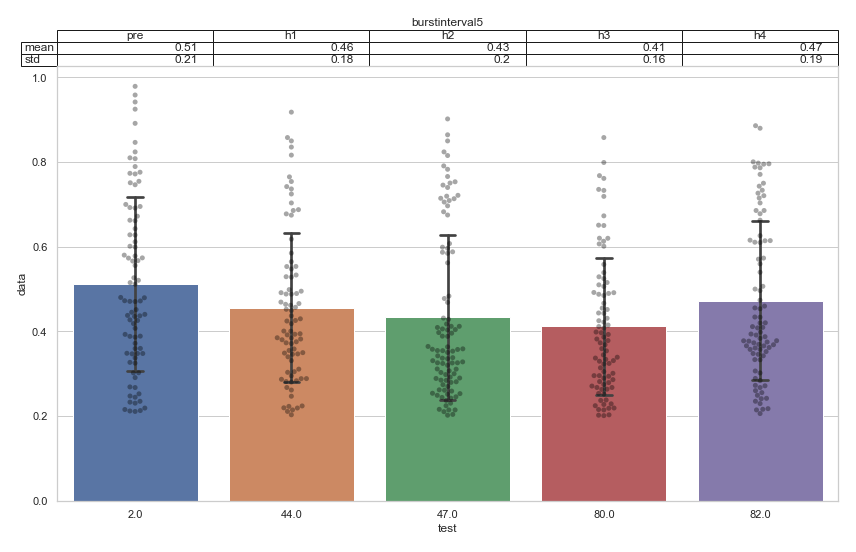 burstinterval5
pre h1 h2 h3 h4
mean 0.51 0.46 0.43 0.41 0.47
std 0.21 0.18 0.2 0.16 0.19
1.0
0.8
0.6
0.4
0.2
0.0
data
2.0 44.0 47.0 80.0 82.0
test